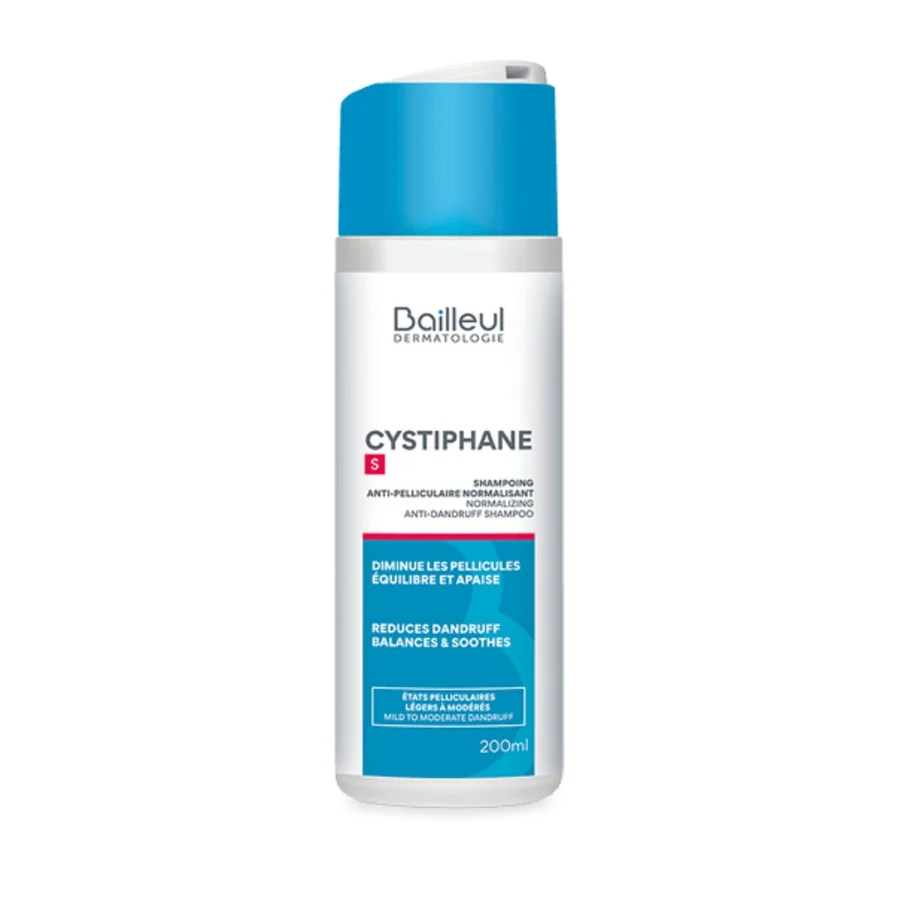 Bailleul
DERMATOLOGIE
CYSTIPHANE
S
SHAMPOING
ANTI-PELLICULAIRE NORMALISANT
NORMALIZING
ANTI-DANDRUFF SHAMPOO
DIMINUE LES PELLICULES
ÉQUILIBRE ET APAISE
REDUCES DANDRUFF
BALANCES & SOOTHES
ÉTATS PELLICULAIRES
LÉGERS À MODÉRÉS
MILD TO MODERATE DANDRUFF
200ml